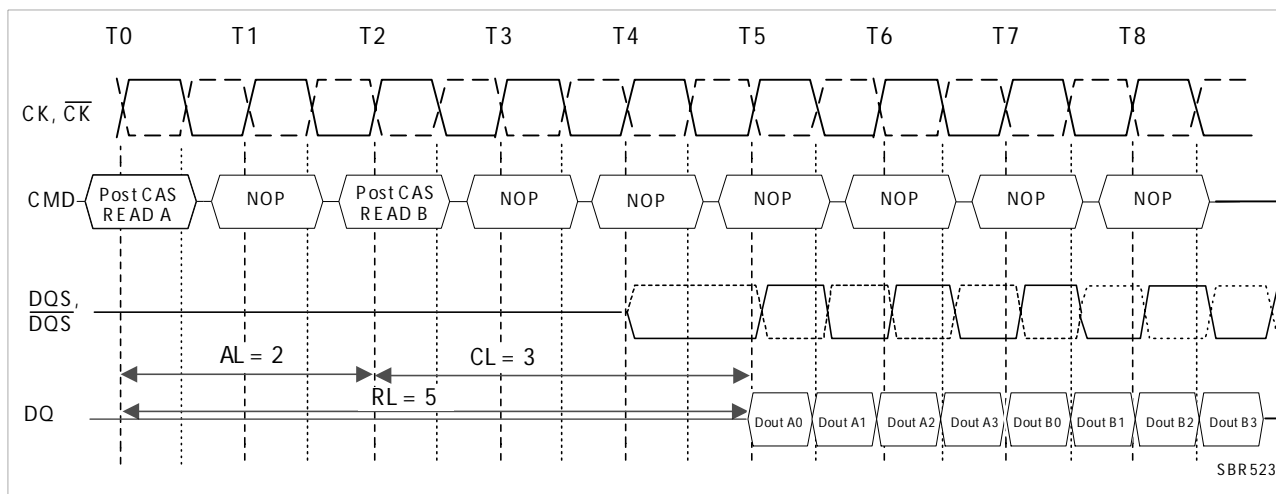 T0 T1 T2 T3 T4 T5 T6 T7 T8
CK, CK
CMD
Post CAS
READ A
NOP
Post CAS
READ B
NOP
NOP
NOP
NOP
NOP
NOP
DQS,
DQS
AL = 2
CL = 3
RL = 5
DQ
Dout A0 Dout A1 Dout A2 Dout A3 Dout B0 Dout B1 Dout B2 Dout B3
SBR523